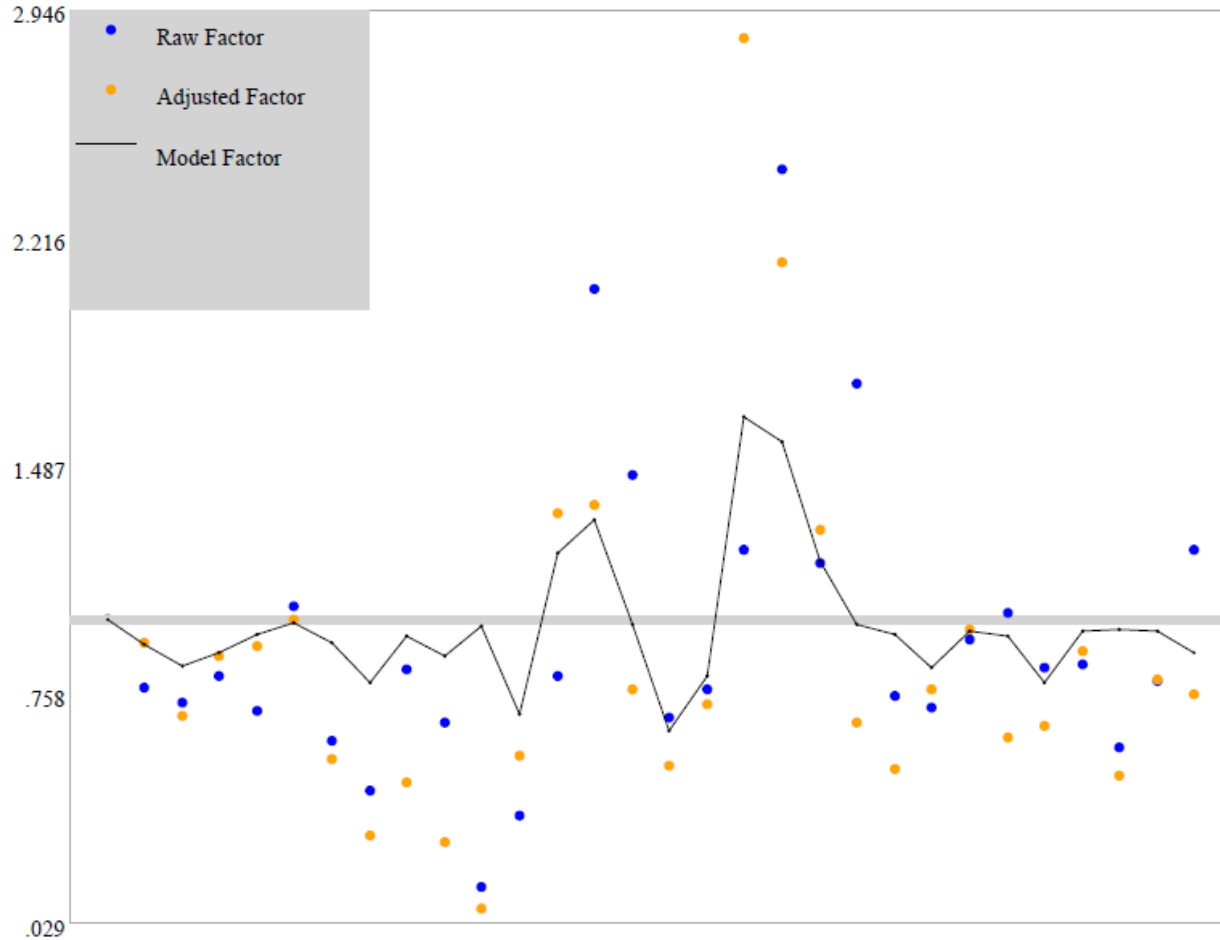 2.946
Raw Factor
Adjusted Factor
Model Factor
2.216
1.487
.758
.029